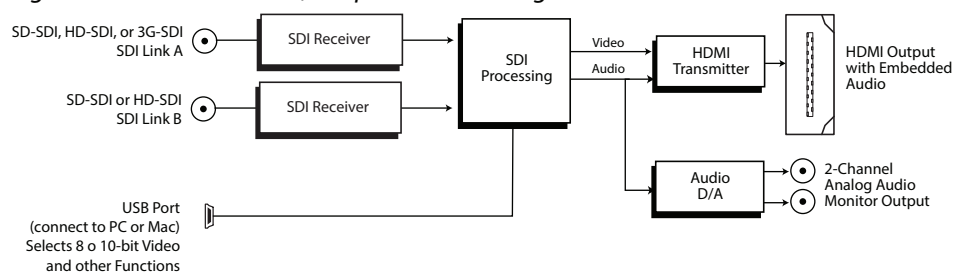 SD-SDI, HD-SDI, or 3G-SDI
SDI Link A
SDI Receiver
SD-SDI or HD-SDI
SDI Link B
SDI Receiver
SDI
Processing
Video
Audio
HDMI
Transmitter
HDMI Output
with Embedded
Audio
Audio
D/A
2-Channel
Analog Audio
Monitor Output
USB Port
(connect to PC or Mac)
Selects 8 o 10-bit Video
and other Functions